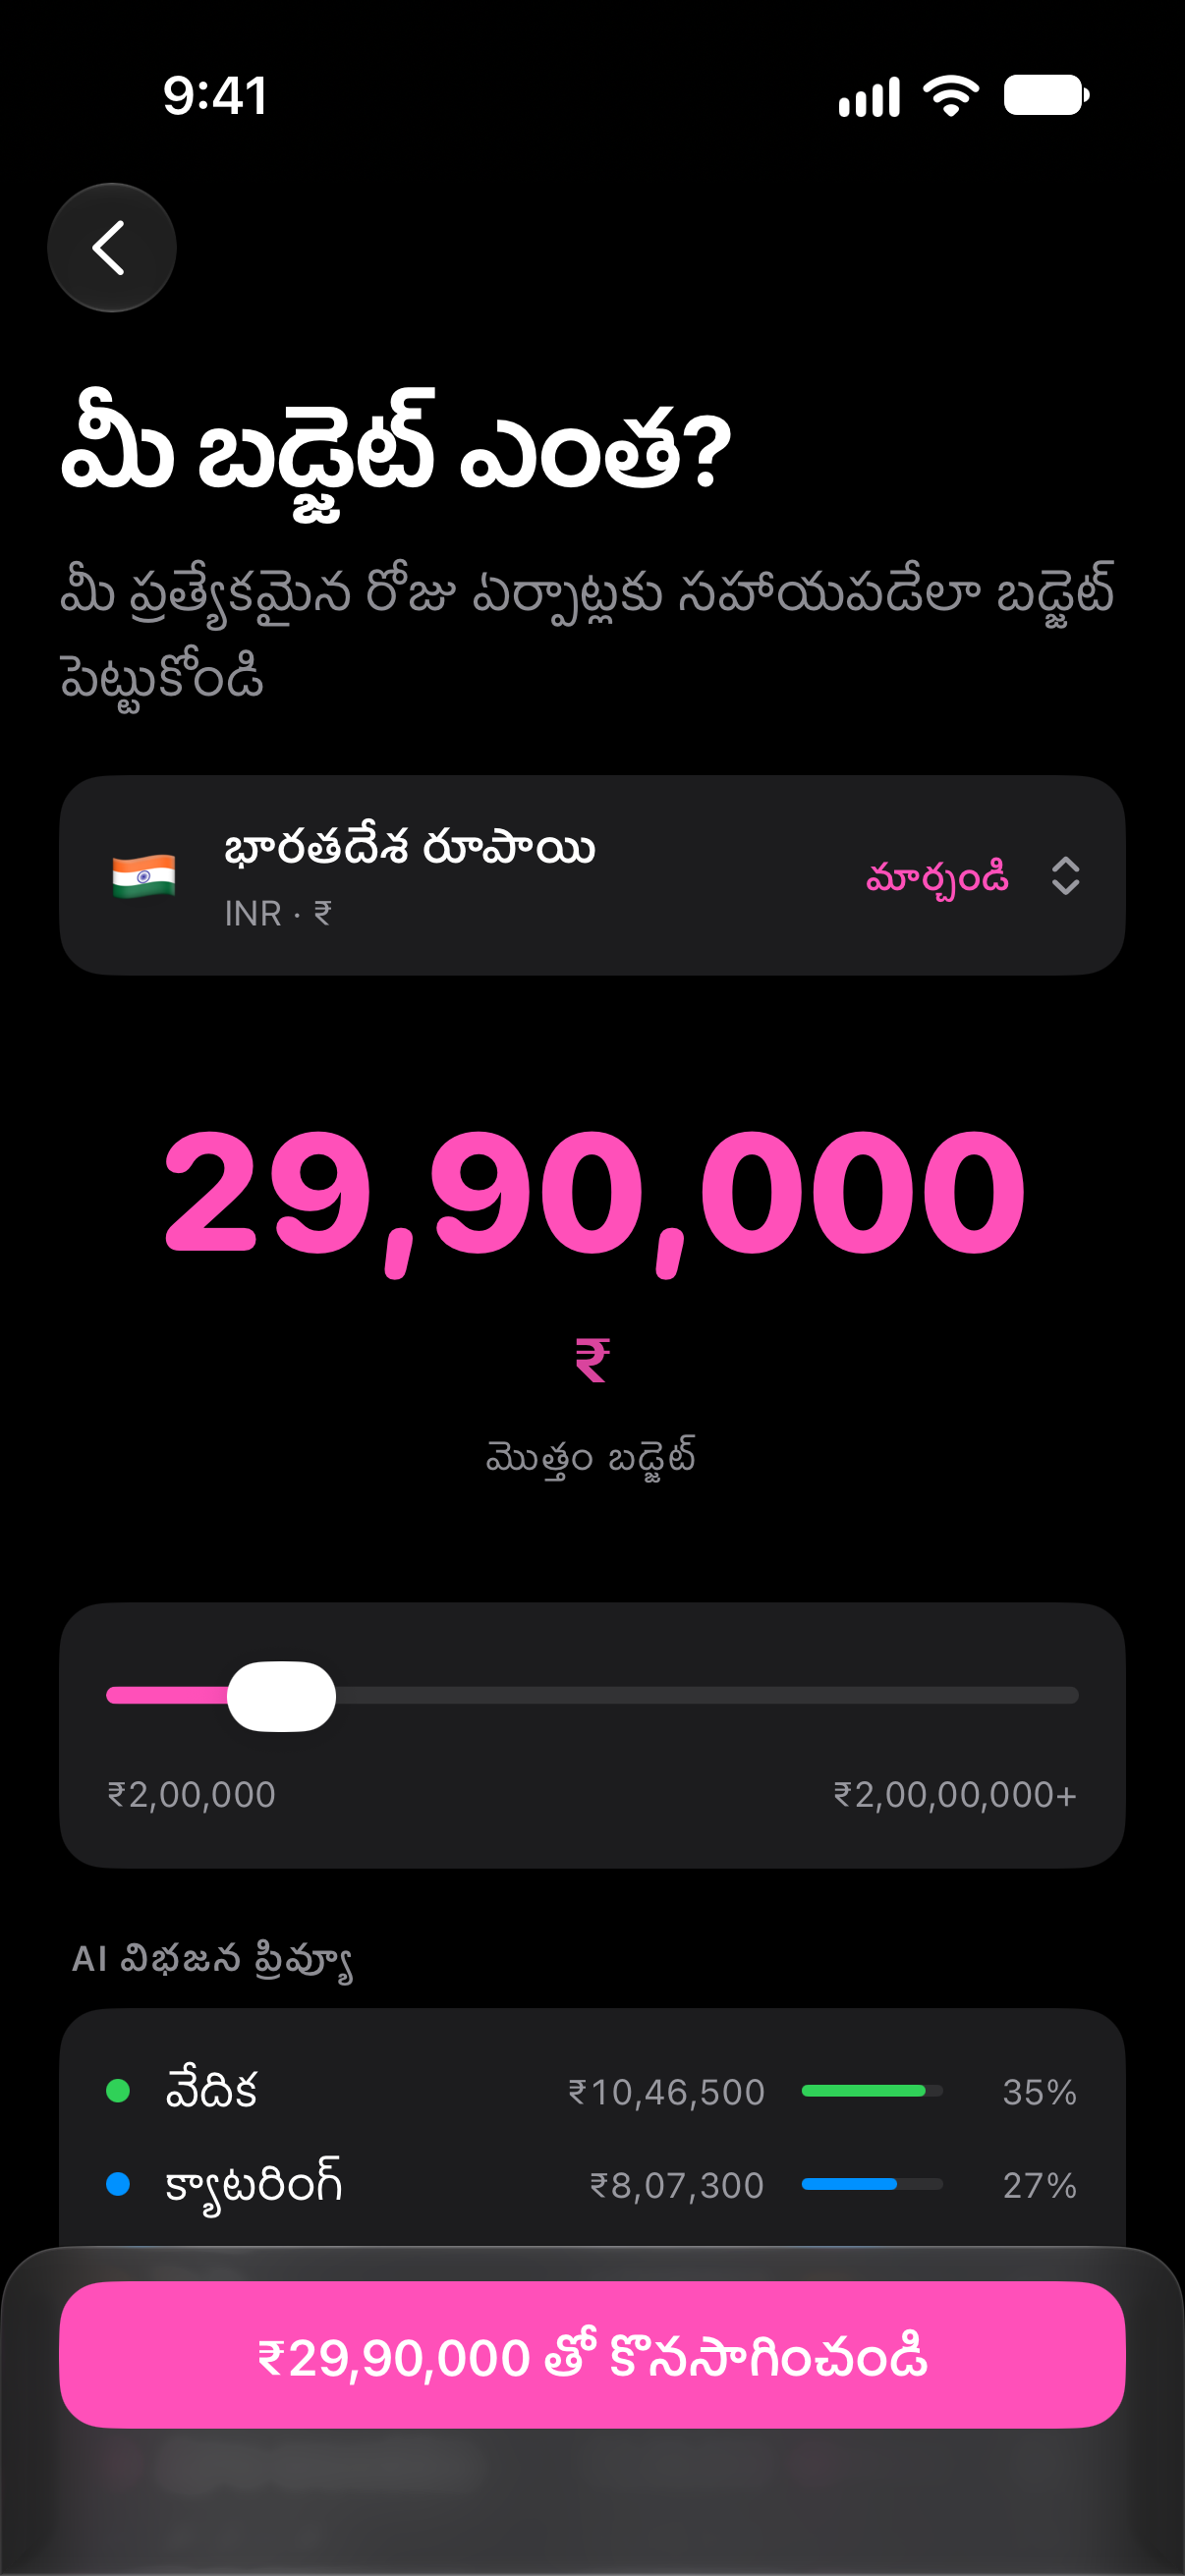 9:41
మీ బడ్జెట్ ఎంత?
మీ ప్రత్యేకమైన రోజు ఏర్పాట్లకు సహాయపడేలా బడ్జెట్
పెట్టుకోండి
భారతదేశ రూపాయి
INR · ₹
మార్చండి
29,90,000
₹
మొత్తం బడ్జెట్
₹2,00,000 ₹2,00,00,000+
AI విభజన ప్రివ్యూ
వేదిక ₹10,46,500 35%
క్యాటరింగ్ ₹8,07,300 27%
₹29,90,000 తో కొనసాగించండి